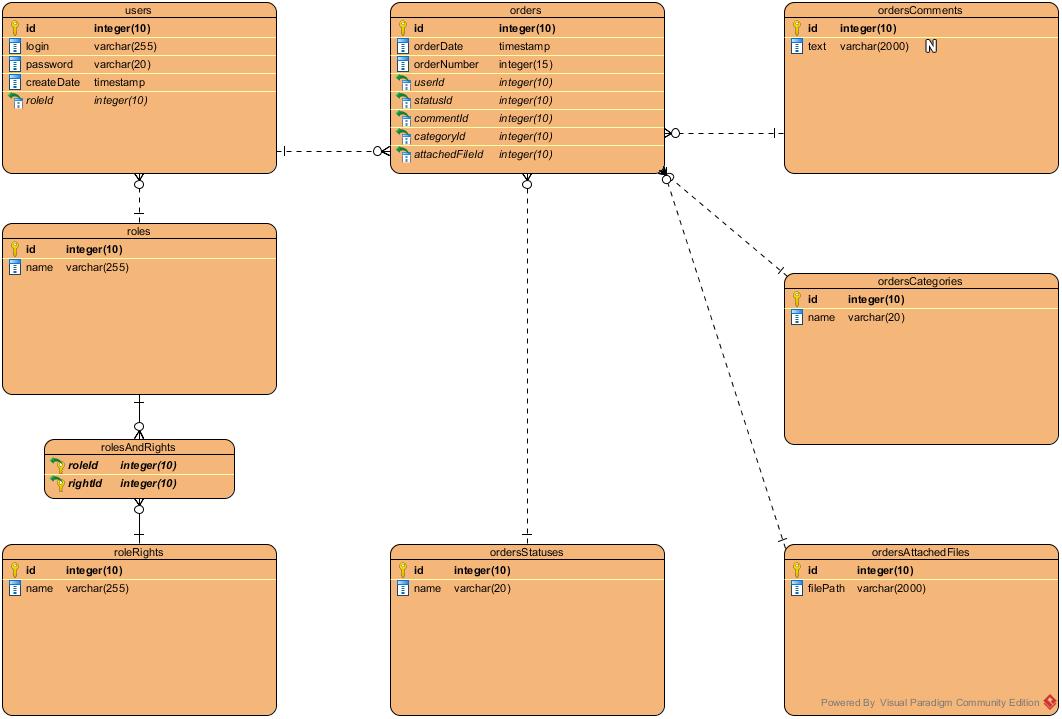 users
id integer(10)
login varchar(255)
password varchar(20)
createDate timestamp
roleId integer(10)
orders
id integer(10)
orderDate timestamp
orderNumber integer(15)
userId integer(10)
statusId integer(10)
commentId integer(10)
categoryId integer(10)
attachedFileId integer(10)
ordersComments
id integer(10)
text varchar(2000) N
roles
id integer(10)
name varchar(255)
ordersCategories
id integer(10)
name varchar(20)
rolesAndRights
roleId integer(10)
rightId integer(10)
roleRights
id integer(10)
name varchar(255)
ordersStatuses
id integer(10)
name varchar(20)
ordersAttachedFiles
id integer(10)
filePath varchar(2000)
Powered By Visual Paradigm Community Edition